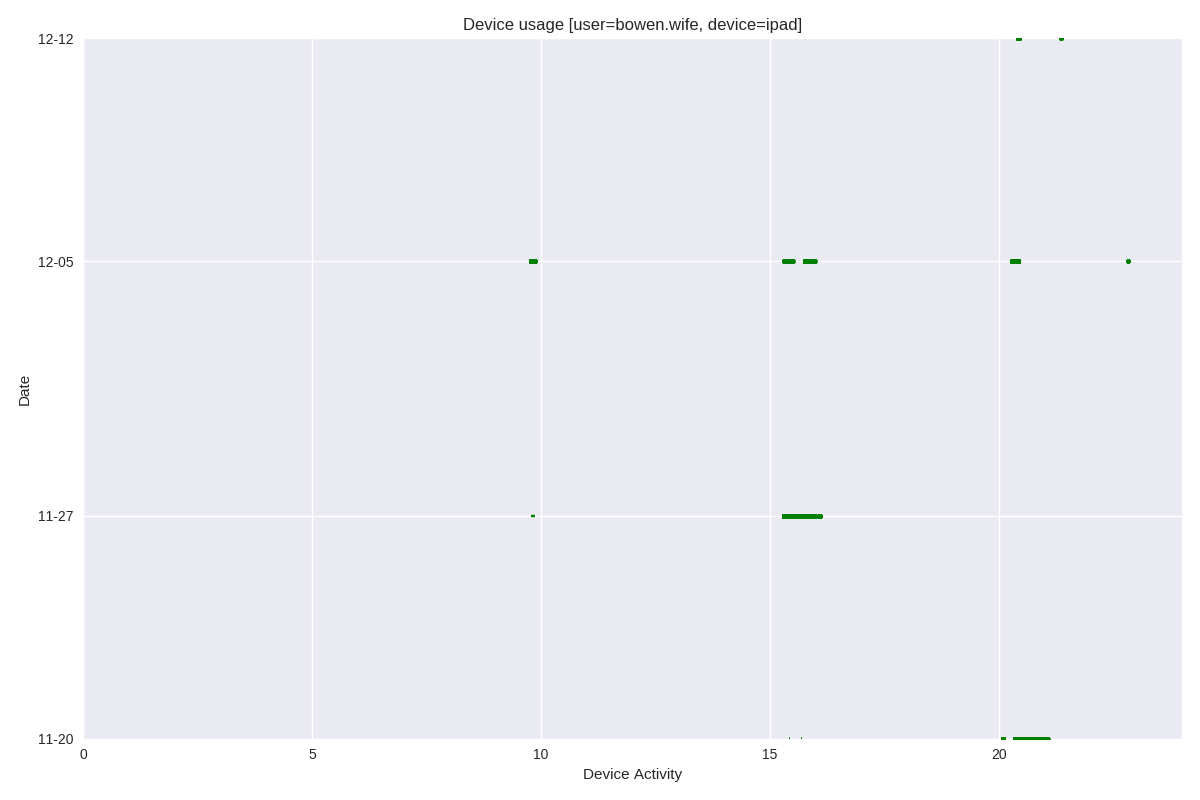 Device usage [user=bowen.wife, device=ipad]
12-12
12-05
Date
11-27
11-20
0 5 10 15 20
Device Activity